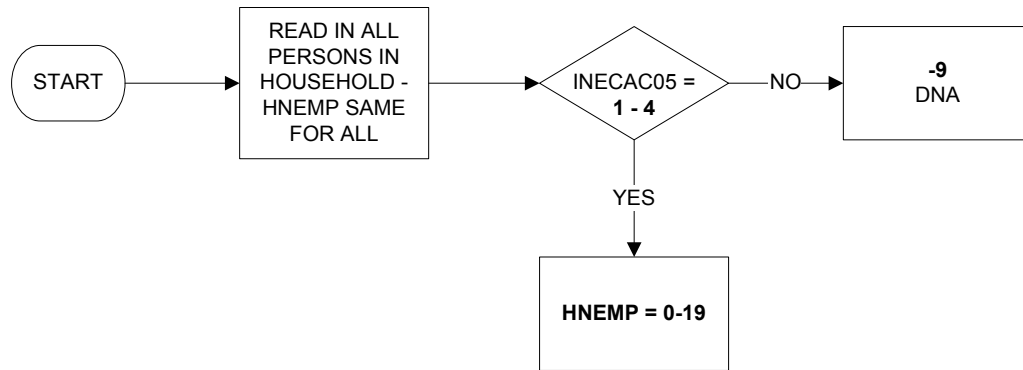 START
READ IN ALL
PERSONS IN
HOUSEHOLD -
HNEMP SAME
FOR ALL
INECAC05 =
1 - 4
NO
-9
DNA
YES
HNEMP = 0-19